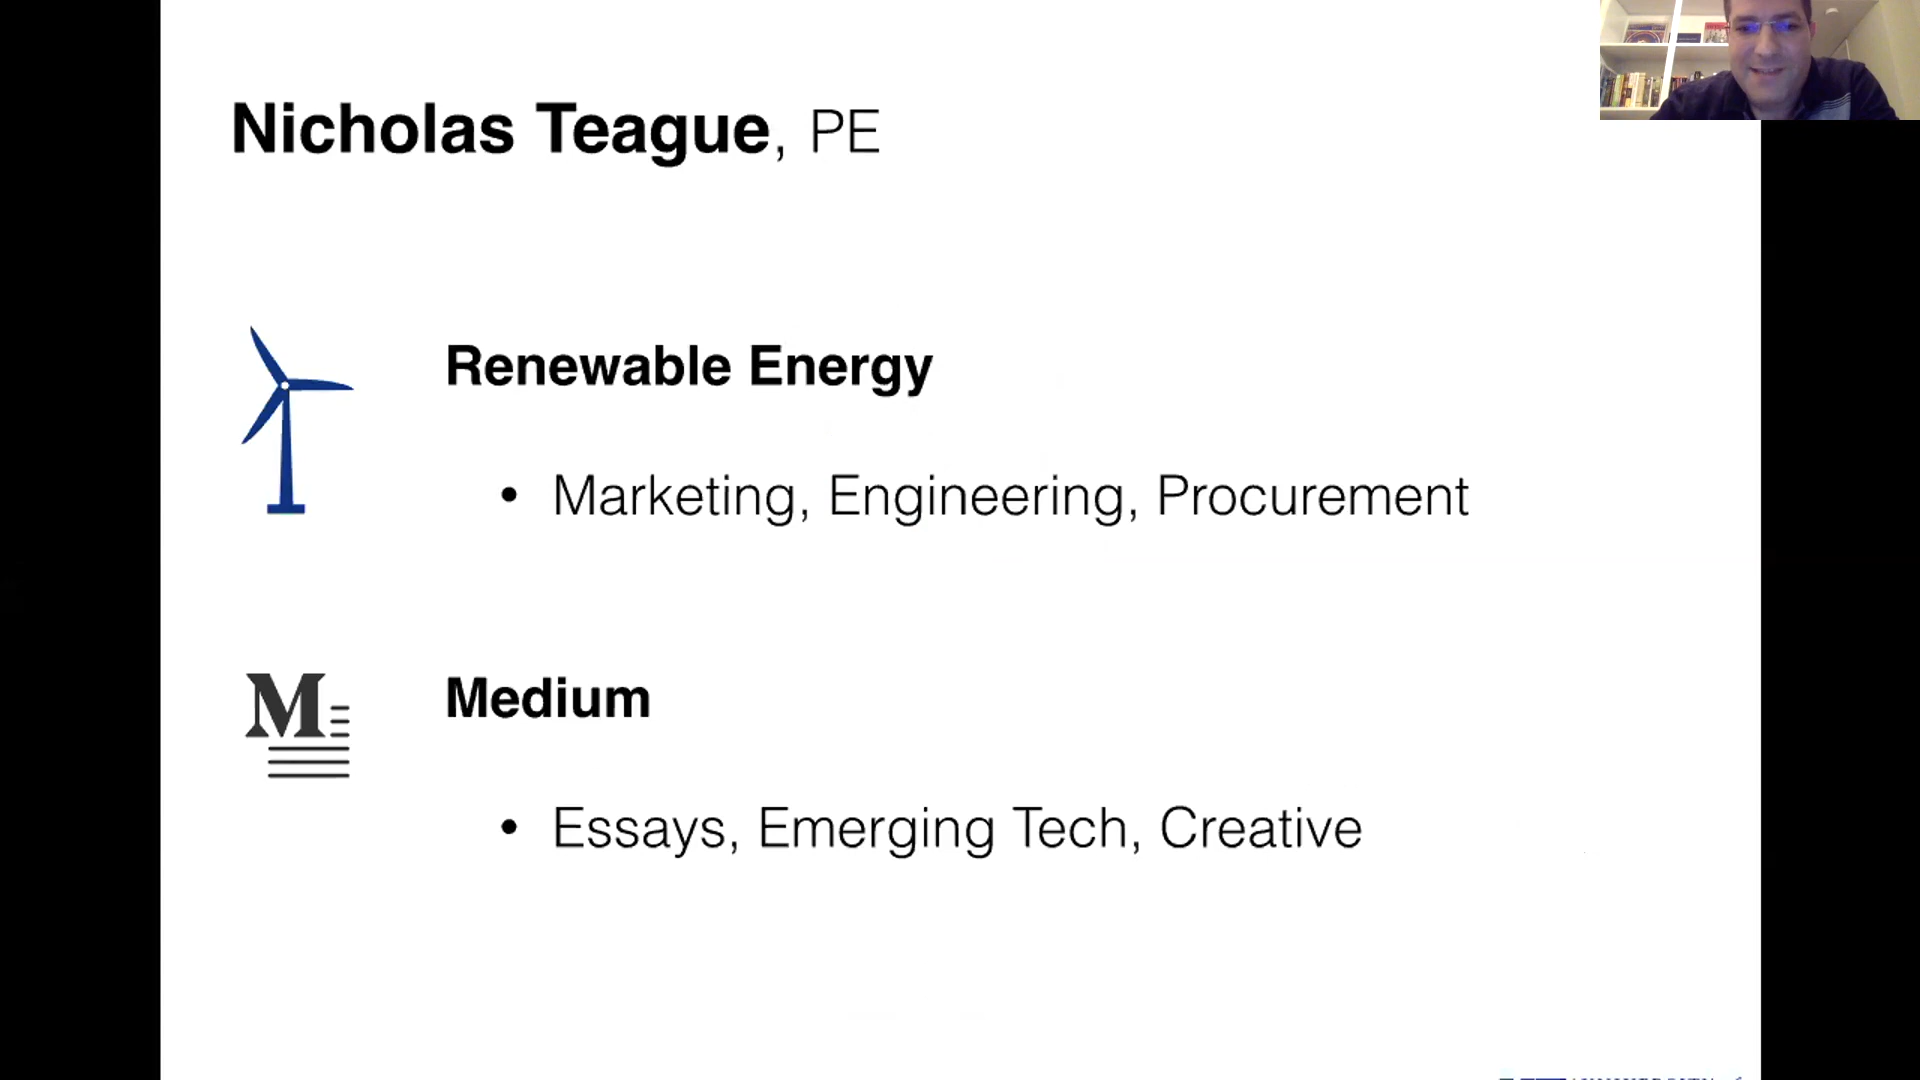 Nicholas Teague, PE
Renewable Energy
• Marketing, Engineering, Procurement
M
Medium
• Essays, Emerging Tech, Creative